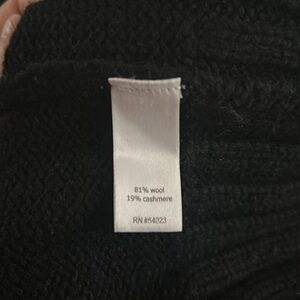 81% wool
19% cashmere
RN #54023